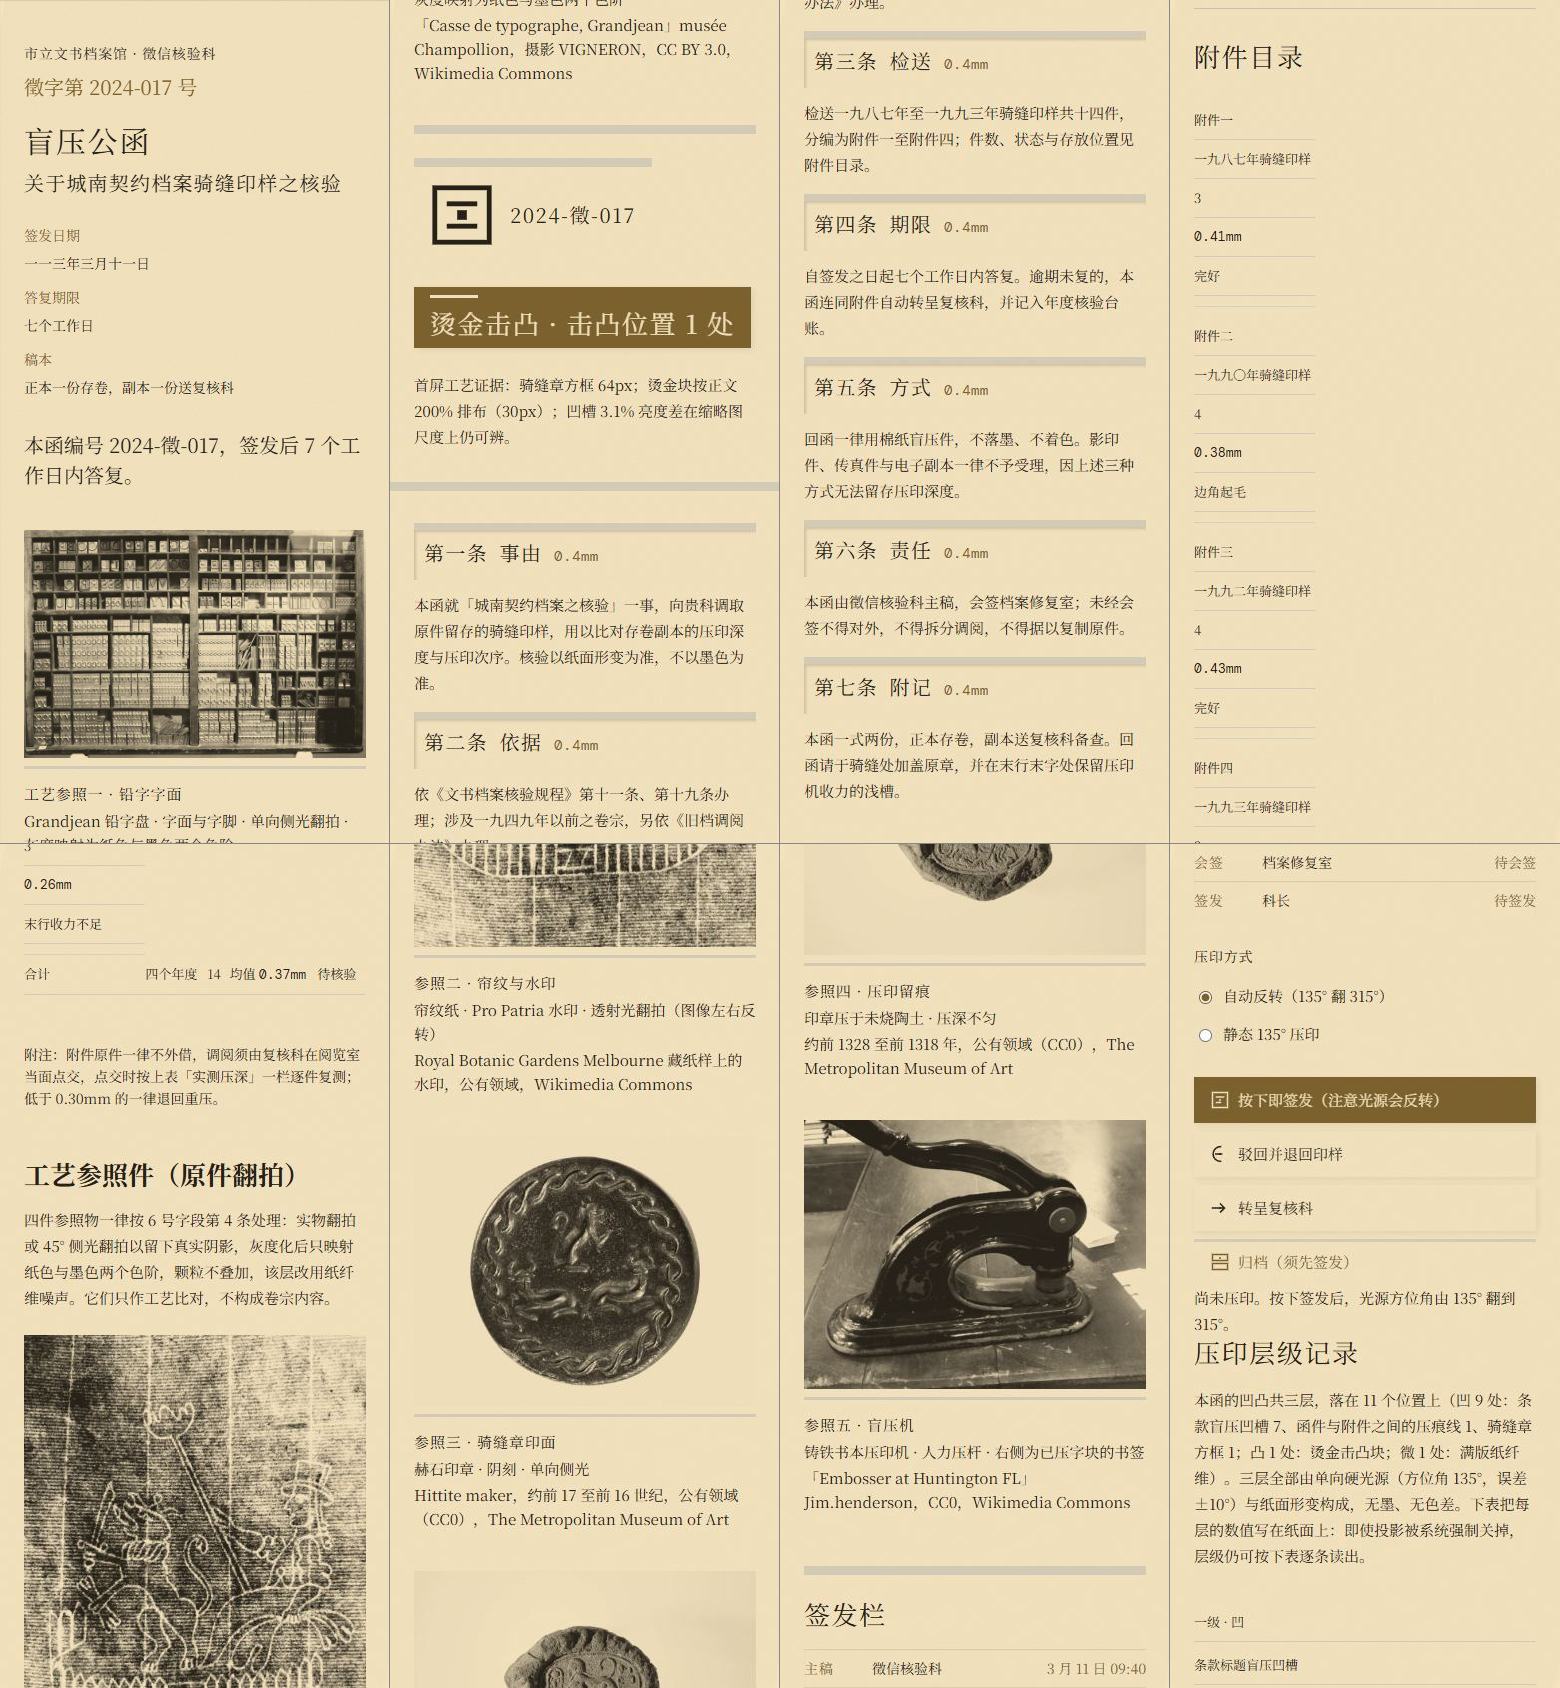 市立文书档案馆 · 徵信核验科
徵字第 2024-017 号
盲压公函
关于城南契约档案骑缝印样之核验
签发日期
一一三年三月十一日
答复期限
七个工作日
稿本
正本一份存卷，副本一份送复核科
本函编号 2024-徵-017，签发后 7 个工
作日内答复。
工艺参照一 · 铅字字面
Grandjean 铅字盘 · 字面与字脚 · 单向侧光翻拍 ·
「Casse de typographe, Grandjean」musée
Champollion，摄影 VIGNERON，CC BY 3.0,
Wikimedia Commons
2024-徵-017
烫金击凸 · 击凸位置 1 处
首屏工艺证据：骑缝章方框 64px；烫金块按正文
200% 排布（30px）；凹槽 3.1% 亮度差在缩略图
尺度上仍可辨。
第一条 事由 0.4mm
本函就「城南契约档案之核验」一事，向贵科调取
原件留存的骑缝印样，用以比对存卷副本的压印深
度与压印次序。核验以纸面形变为准，不以墨色为
准。
第二条 依据 0.4mm
依《文书档案核验规程》第十一条、第十九条办
理；涉及一九四九年以前之卷宗，另依《旧档调阅
办法》办理。
第三条 检送 0.4mm
检送一九八七年至一九九三年骑缝印样共十四件，
分编为附件一至附件四；件数、状态与存放位置见
附件目录。
第四条 期限 0.4mm
自签发之日起七个工作日内答复。逾期未复的，本
函连同附件自动转呈复核科，并记入年度核验台
账。
第五条 方式 0.4mm
回函一律用棉纸盲压件，不落墨、不着色。影印
件、传真件与电子副本一律不予受理，因上述三种
方式无法留存压印深度。
第六条 责任 0.4mm
本函由徵信核验科主稿，会签档案修复室；未经会
签不得对外，不得拆分调阅，不得据以复制原件。
第七条 附记 0.4mm
本函一式两份，正本存卷，副本送复核科备查。回
函请于骑缝处加盖原章，并在末行末字处保留压印
机收力的浅槽。
附件目录
附件一
一九八七年骑缝印样
3
0.41mm
完好
附件二
一九九〇年骑缝印样
4
0.38mm
边角起毛
附件三
一九九二年骑缝印样
4
0.43mm
完好
附件四
一九九三年骑缝印样
3
0.26mm
末行收力不足
合计 四个年度 14 均值 0.37mm 待核验
附注：附件原件一律不外借，调阅须由复核科在阅览室
当面点交，点交时按上表「实测压深」一栏逐件复测；
低于 0.30mm 的一律退回重压。
工艺参照件（原件翻拍）
四件参照物一律按 6 号字段第 4 条处理：实物翻拍
或 45° 侧光翻拍以留下真实阴影，灰度化后只映射
纸色与墨色两个色阶，颗粒不叠加，该层改用纸纤
维噪声。它们只作工艺比对，不构成卷宗内容。
参照二 · 帘纹与水印
帘纹纸 · Pro Patria 水印 · 透射光翻拍（图像左右反
转）
Royal Botanic Gardens Melbourne 藏纸样上的
水印，公有领域，Wikimedia Commons
参照三 · 骑缝章印面
赫石印章 · 阴刻 · 单向侧光
Hittite maker，约前 17 至前 16 世纪，公有领域
（CC0），The Metropolitan Museum of Art
参照四 · 压印留痕
印章压于未烧陶土 · 压深不匀
约前 1328 至前 1318 年，公有领域（CC0），The
Metropolitan Museum of Art
参照五 · 盲压机
铸铁书本压印机 · 人力压杆 · 右侧为已压字块的书签
「Embosser at Huntington FL」
Jim.henderson，CC0，Wikimedia Commons
签发栏
主稿 徵信核验科 3 月 11 日 09:40
会签 档案修复室 待会签
签发 科长 待签发
压印方式
自动反转（135° 翻 315°）
静态 135° 压印
按下即签发（注意光源会反转）
驳回并退回印样
转呈复核科
归档（须先签发）
尚未压印。按下签发后，光源方位角由 135° 翻到
315°。
压印层级记录
本函的凹凸共三层，落在 11 个位置上（凹 9 处：条
款盲压凹槽 7、函件与附件之间的压痕线 1、骑缝章
方框 1；凸 1 处：烫金击凸块；微 1 处：满版纸纤
维）。三层全部由单向硬光源（方位角 135°，误差
±10°）与纸面形变构成，无墨、无色差。下表把每
层的数值写在纸面上：即使投影被系统强制关掉，
层级仍可按下表逐条读出。
一级 · 凹
条款标题盲压凹槽